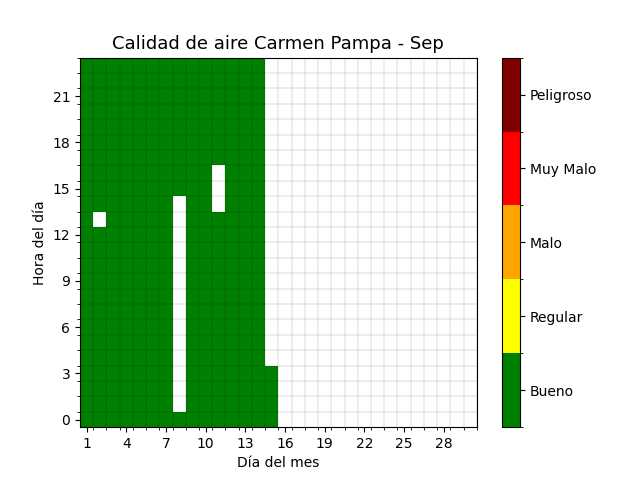 Calidad de aire Carmen Pampa - Sep
Hora del día
21
18
15
12
9
6
3
0
1 4 7 10 13 16 19 22 25 28
Día del mes
Peligroso
Muy Malo
Malo
Regular
Bueno